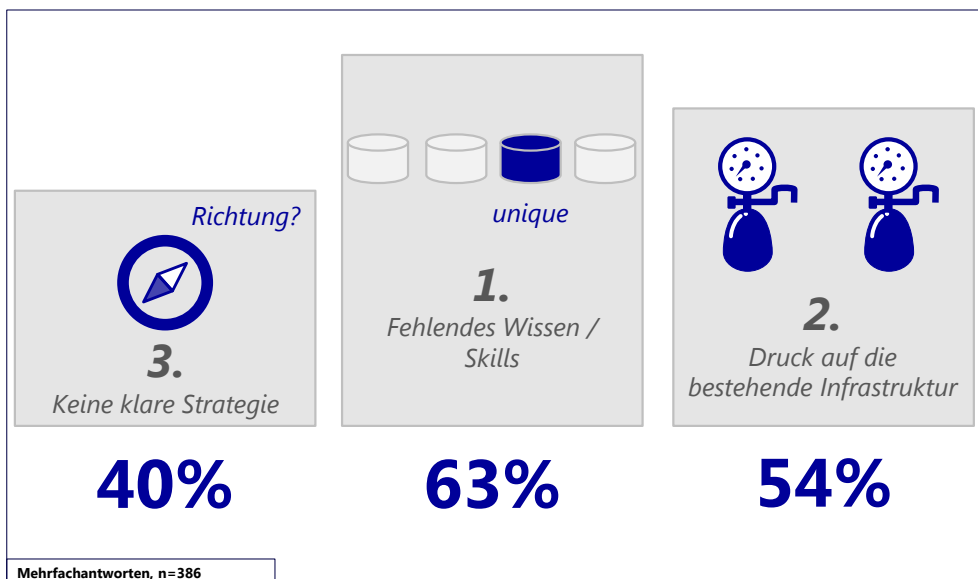 Richtung?
3.
Keine klare Strategie
40%
unique
1.
Fehlendes Wissen /
Skills
63%
2.
Druck auf die
bestehende Infrastruktur
54%
Mehrfachantworten, n=386